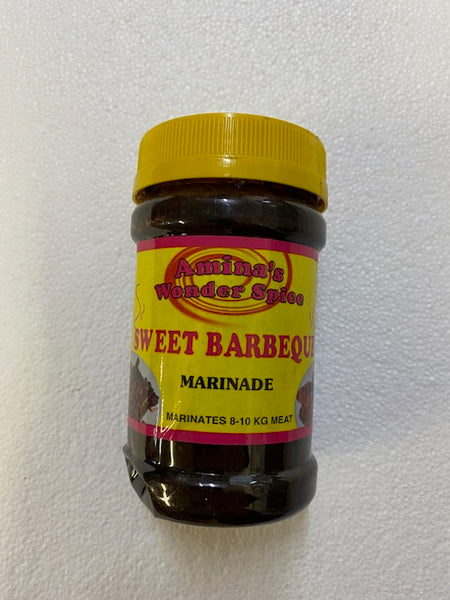 Amina's
Wonder Spice
SWEET BARBEQUE
MARINADE
MARINATES 8-10 KG MEAT